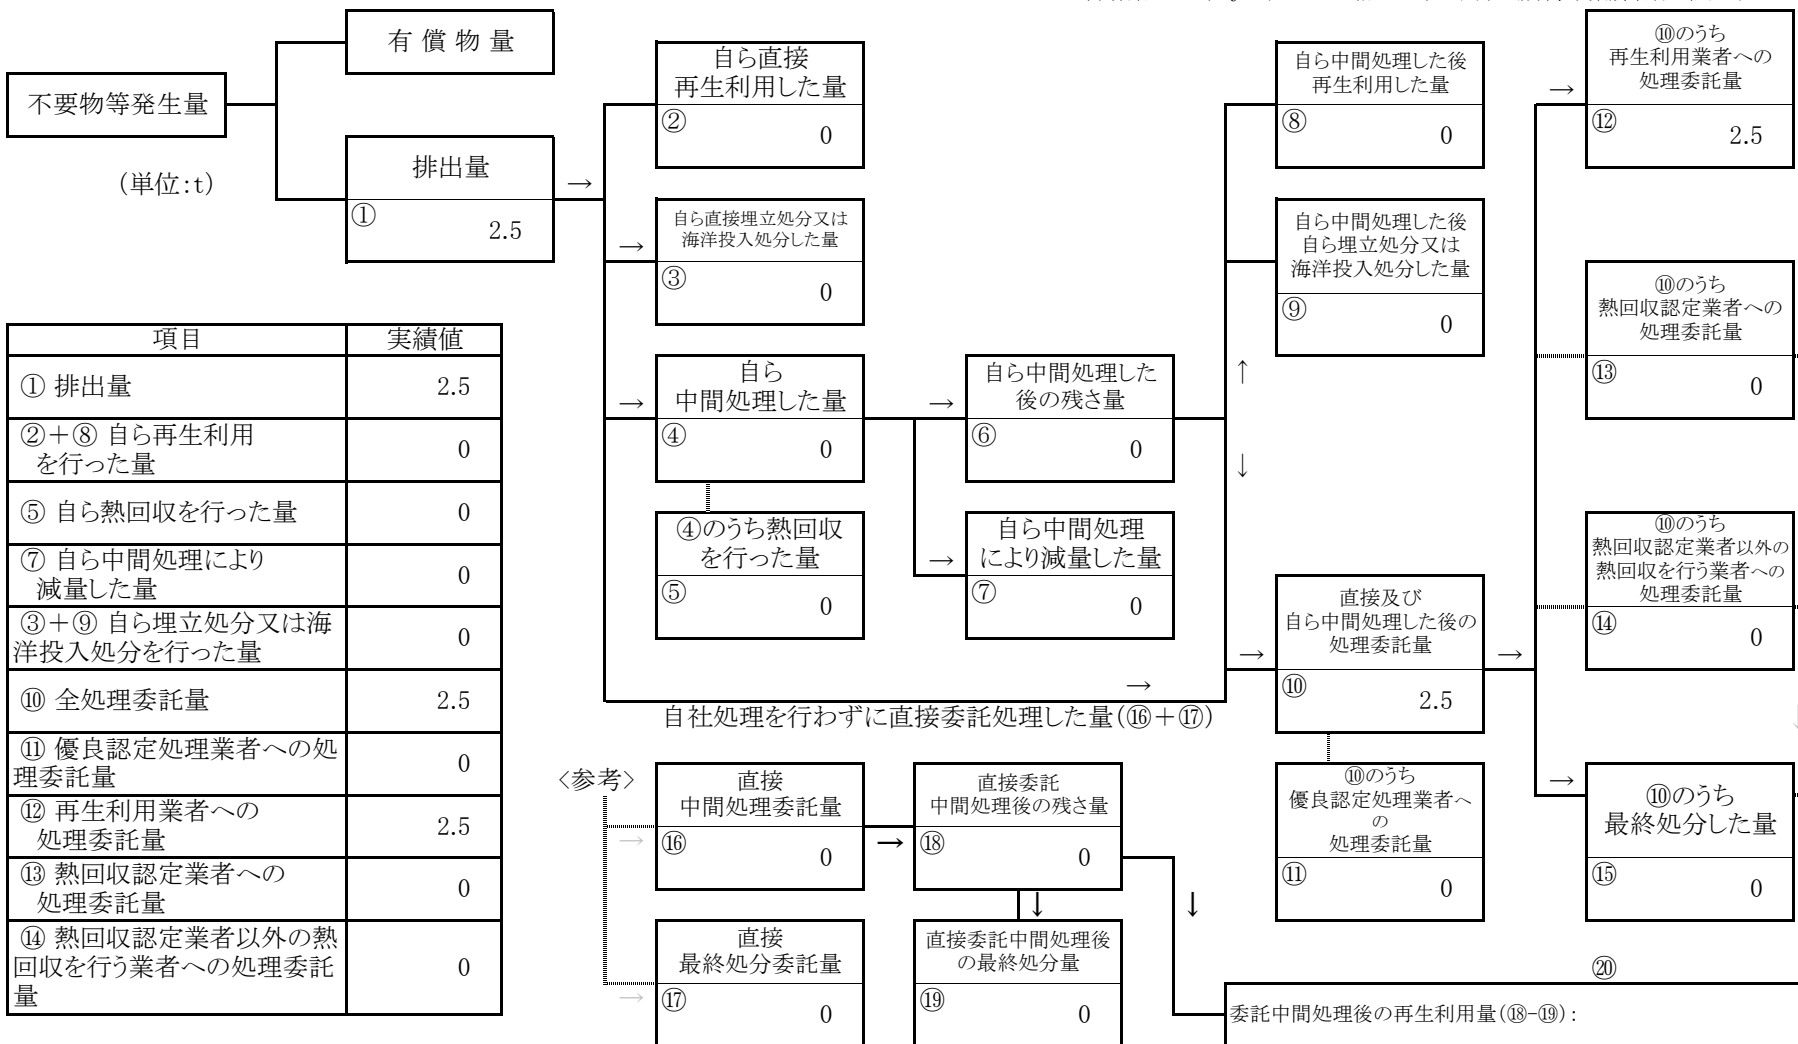 不要物等発生量
(単位:t)
有償物量
排出量
①
2.5
自ら直接
再生利用した量
②
0
自ら直接埋立処分又は
海洋投入処分した量
③
0
自ら
中間処理した量
④
0
④のうち熱回収
を行った量
⑤
0
自ら中間処理した
後の残さ量
⑥
0
自ら中間処理
により減量した量
⑦
0
自ら中間処理した後
再生利用した量
⑧
0
自ら中間処理した後
自ら埋立処分又は
海洋投入処分した量
⑨
0
直接及び
自ら中間処理した後の
処理委託量
⑩
2.5
⑩のうち
優良認定処理業者へ
の
処理委託量
⑪
0
⑩のうち
再生利用業者への
処理委託量
⑫
2.5
⑩のうち
熱回収認定業者への
処理委託量
⑬
0
⑩のうち
熱回収認定業者以外の
熱回収を行う業者への
処理委託量
⑭
0
⑩のうち
最終処分した量
⑮
0
自社処理を行わずに直接委託処理した量(⑯+⑰)
<参考>
直接
中間処理委託量
⑯
0
直接委託
中間処理後の残さ量
⑱
0
直接
最終処分委託量
⑰
0
直接委託中間処理後
の最終処分量
⑲
0
⑳
委託中間処理後の再生利用量(⑱-⑲):
項目 実績値
① 排出量 2.5
②+⑧ 自ら再生利用
を行った量 0
⑤ 自ら熱回収を行った量 0
⑦ 自ら中間処理により
減量した量 0
③+⑨ 自ら埋立処分又は海
洋投入処分を行った量 0
⑩ 全処理委託量 2.5
⑪ 優良認定処理業者への処
理委託量 0
⑫ 再生利用業者への
処理委託量 2.5
⑬ 熱回収認定業者への
処理委託量 0
⑭ 熱回収認定業者以外の熱
回収を行う業者への処理委託
量 0